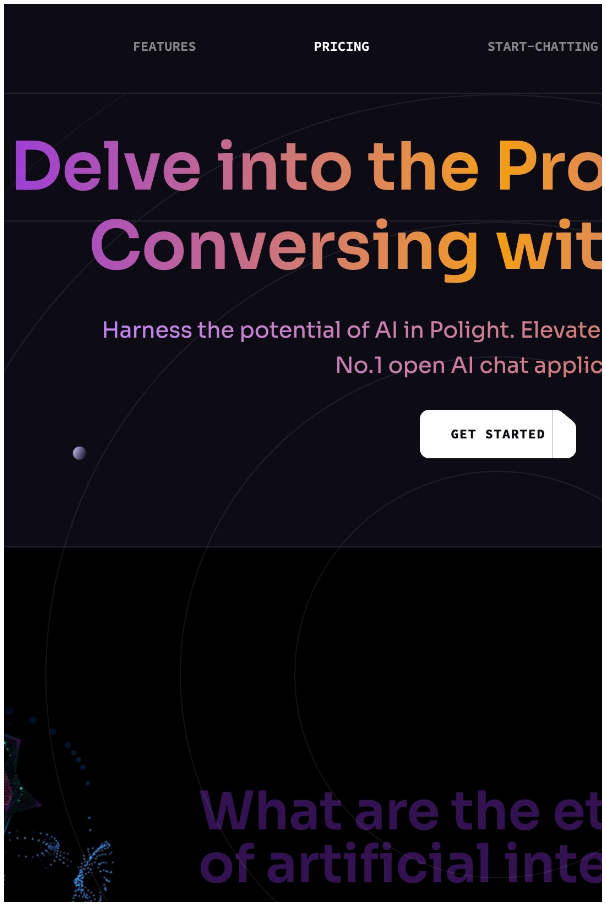 FEATURES PRICING START-CHATTING
Delve into the Pro
Conversing wit
Harness the potential of AI in Polight. Elevate
No.1 open AI chat applic
GET STARTED
What are the et
of artificial inte